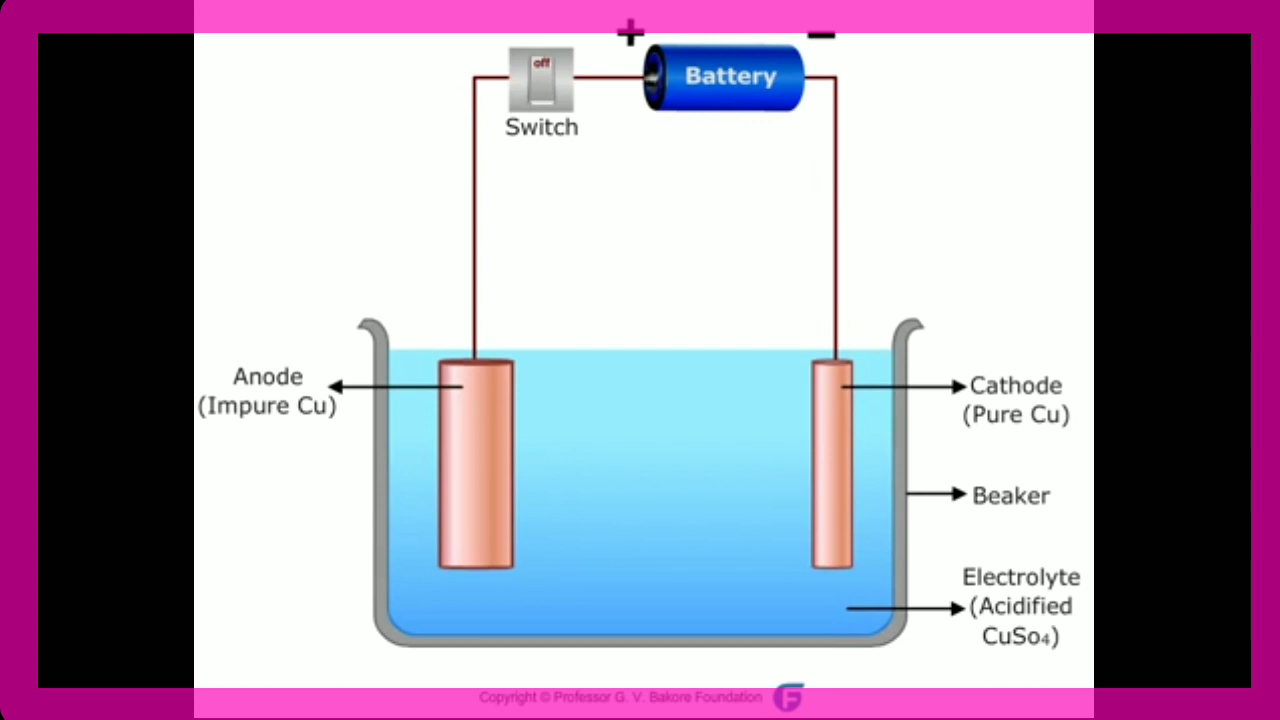 + −
off
Battery
Switch
Anode
(Impure Cu)
Cathode
(Pure Cu)
Beaker
Electrolyte
(Acidified
CuSo₄)
Copyright © Professor G. V. Bakore Foundation